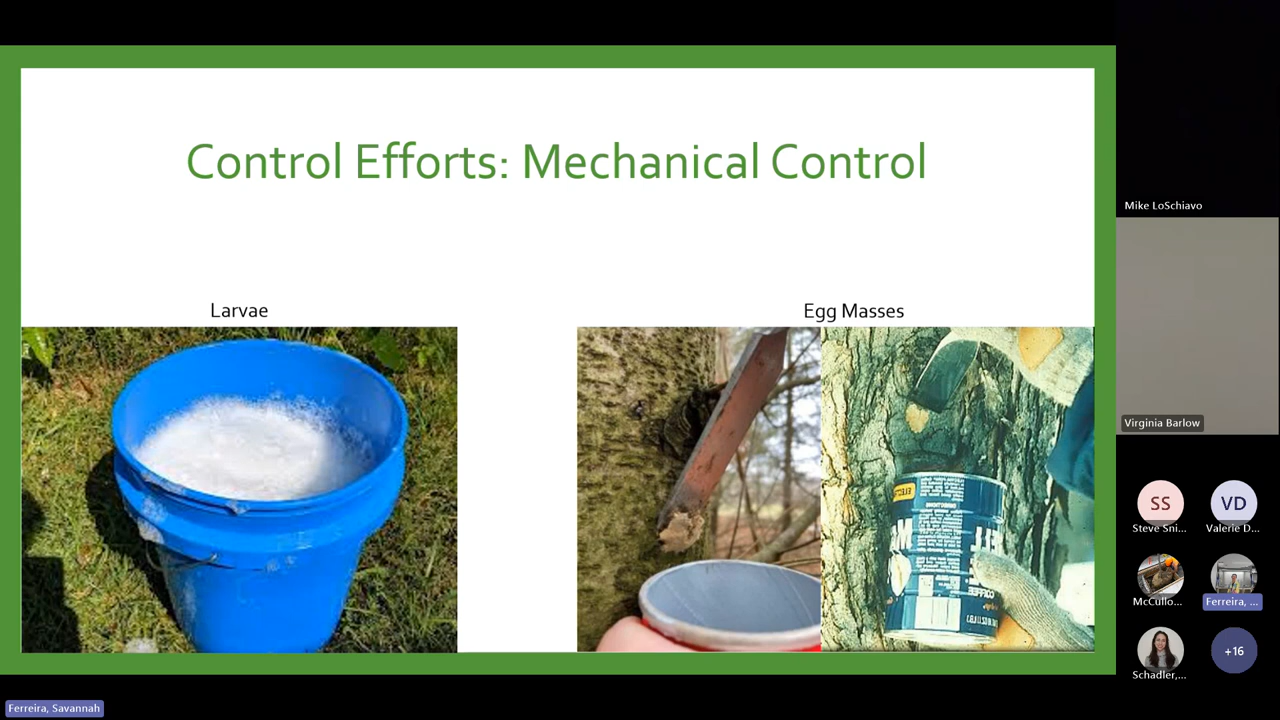 Control Efforts: Mechanical Control
Larvae
Egg Masses
Mike LoSchiavo
Virginia Barlow
SS
VD
Steve Sni...
Valerie D...
McCullo...
Ferreira, ...
Schadler,...
+16
Ferreira, Savannah